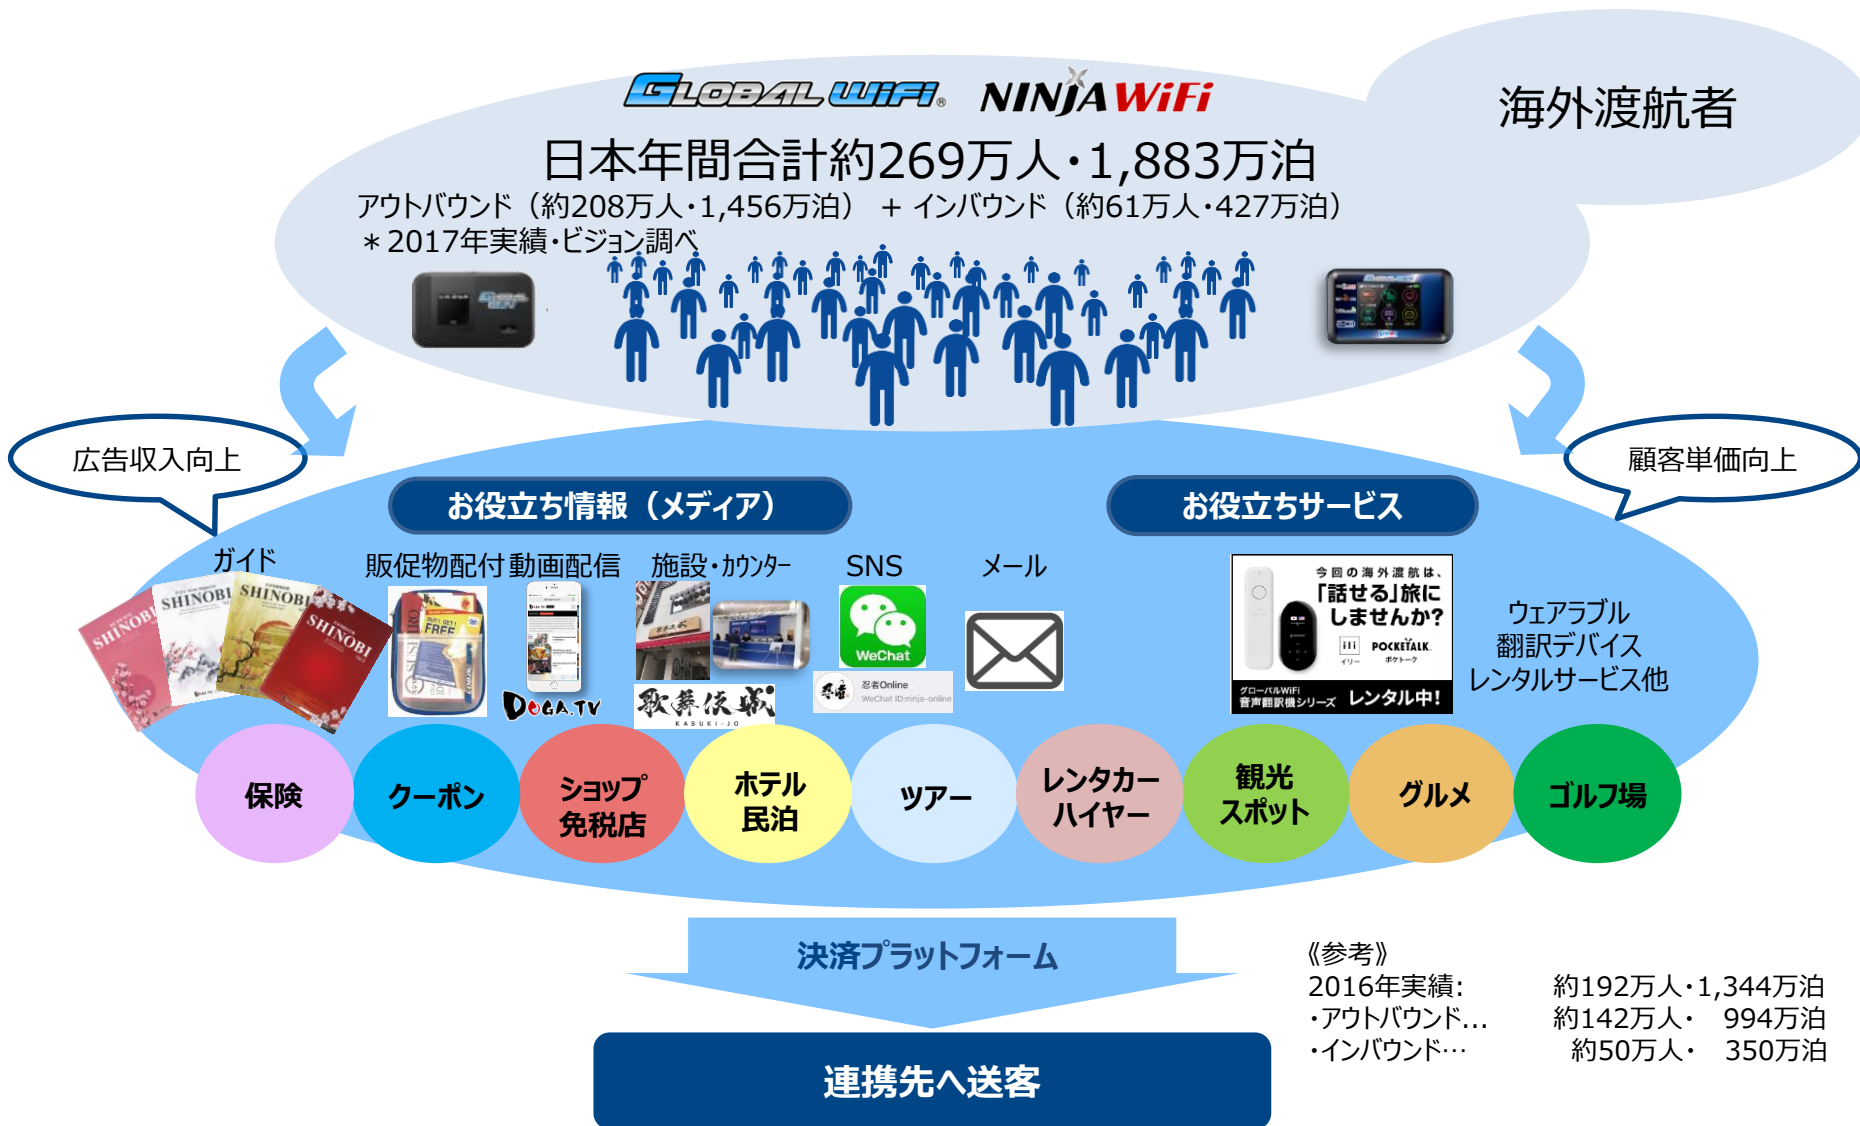 GLOBAL WiFi®
NINJA WiFi
海外渡航者
日本年間合計約269万人・1,883万泊
アウトバウンド（約208万人・1,456万泊） + インバウンド（約61万人・427万泊）
＊2017年実績・ビジョン調べ
広告収入向上
顧客単価向上
お役立ち情報（メディア）
お役立ちサービス
ガイド
販促物配付
動画配信
施設・カウンター
SNS
メール
SHINOBI
SHINOBI
SHINOBI
SHINOBI
FREE
DOGA.TV
歌舞伎城
KABUKI-JO
WeChat
忍者Online
WeChat ID:ninja-online
今回の海外渡航は、
「話せる」旅に
しませんか?
ili
イリー
POCKETALK
ポケトーク
グローバルWiFi
音声翻訳機シリーズ
レンタル中!
ウェアラブル
翻訳デバイス
レンタルサービス他
保険
クーポン
ショップ
免税店
ホテル
民泊
ツアー
レンタカー
ハイヤー
観光
スポット
グルメ
ゴルフ場
決済プラットフォーム
連携先へ送客
《参考》
2016年実績: 約192万人・1,344万泊
・アウトバウンド… 約142万人・ 994万泊
・インバウンド… 約50万人・ 350万泊